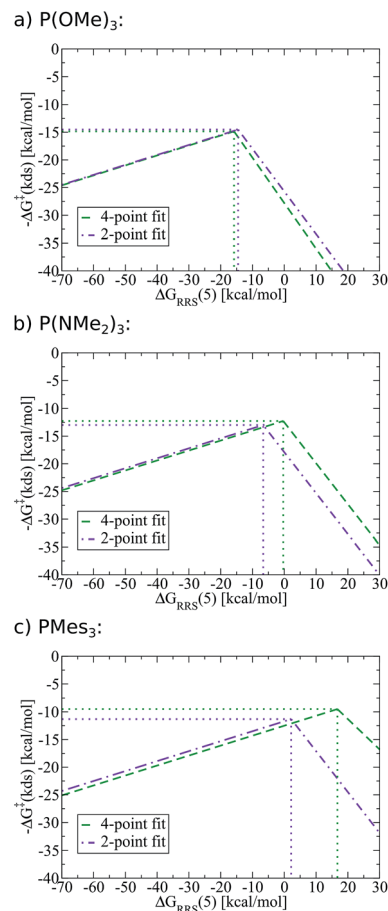 a) P(OMe)₃:
0
-5
-10
-15
-20
-25
-30
-35
-40
-ΔG‡(kds) [kcal/mol]
4-point fit
2-point fit
-70 -60 -50 -40 -30 -20 -10 0 10 20 30
ΔG_RRS(5) [kcal/mol]
b) P(NMe₂)₃:
0
-5
-10
-15
-20
-25
-30
-35
-40
-ΔG‡(kds) [kcal/mol]
4-point fit
2-point fit
-70 -60 -50 -40 -30 -20 -10 0 10 20 30
ΔG_RRS(5) [kcal/mol]
c) PMes₃:
0
-5
-10
-15
-20
-25
-30
-35
-40
-ΔG‡(kds) [kcal/mol]
4-point fit
2-point fit
-70 -60 -50 -40 -30 -20 -10 0 10 20 30
ΔG_RRS(5) [kcal/mol]